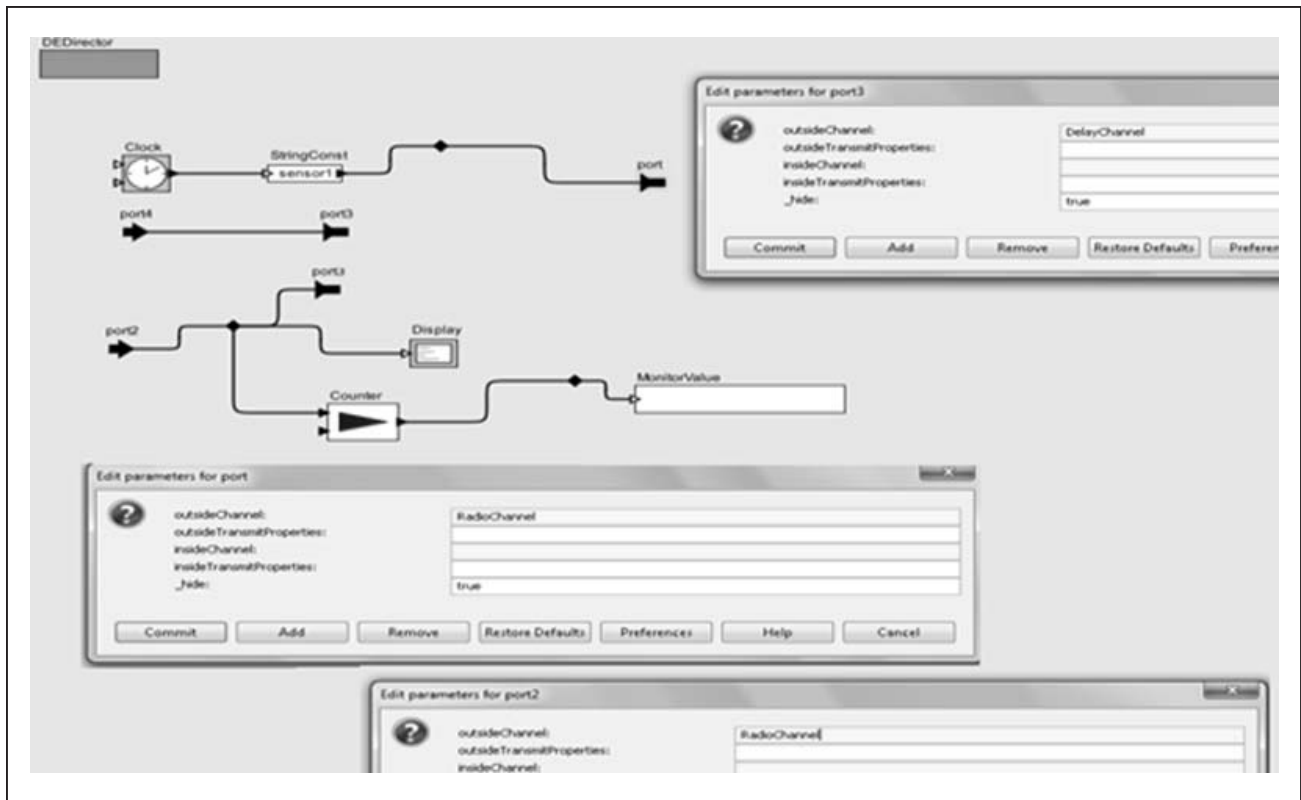 DEDirector
Edit parameters for port3
outsideChannel: DelayChannel
outsideTransmitProperties:
insideChannel:
insideTransmitProperties:
_hide: true
Commit Add Remove Restore Defaults Preferen
Clock
StringConst
sensor1
port
port4 port3
port3
port2
Display
MonitorValue
Counter
Edit parameters for port
outsideChannel: RadioChannel
outsideTransmitProperties:
insideChannel:
insideTransmitProperties:
_hide: true
Commit Add Remove Restore Defaults Preferences Help Cancel
Edit parameters for port2
outsideChannel: RadioChannel
outsideTransmitProperties:
insideChannel: